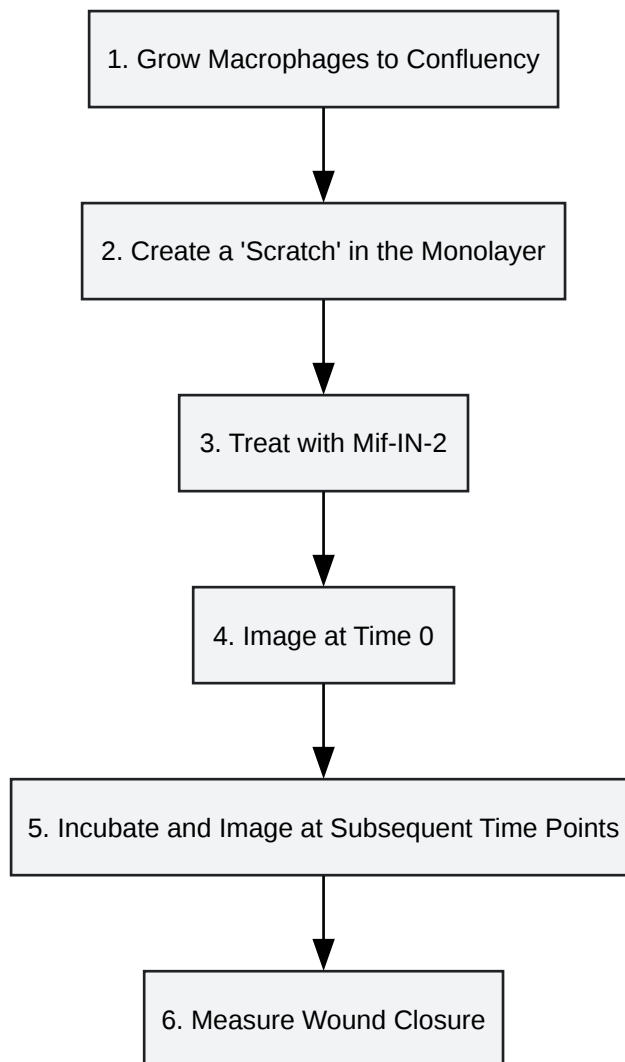 1. Grow Macrophages to Confluency
2. Create a 'Scratch' in the Monolayer
3. Treat with Mif-IN-2
4. Image at Time 0
5. Incubate and Image at Subsequent Time Points
6. Measure Wound Closure